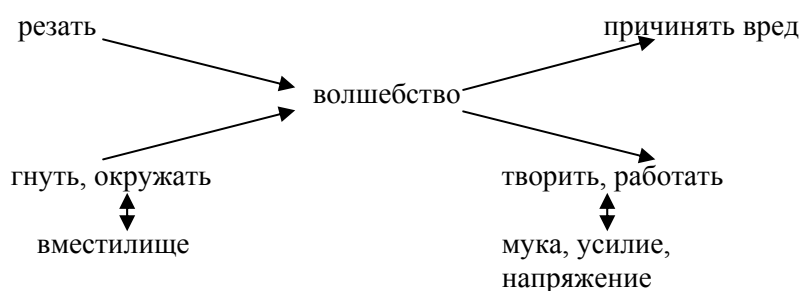 резать
причинять вред
волшебство
гнуть, окружать
творить, работать
вместилище
мука, усилие,
напряжение